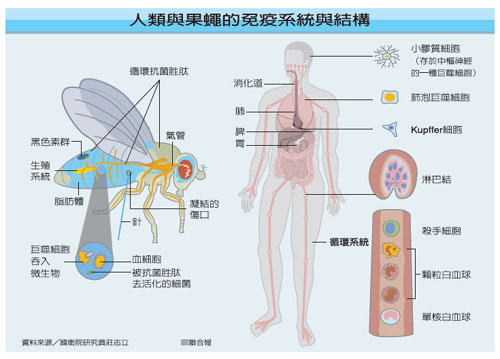 人類與果蠅的免疫系統與結構
循環抗菌胜肽
氣管
黑色素群
生殖
系統
脂肪體
凝結的
傷口
針
巨噬細胞
吞入
微生物
血細胞
被抗菌胜肽
去活化的細菌
消化道
肺
脾
胃
循環系統
小膠質細胞
(存於中樞神經
的一種巨噬細胞)
肺泡巨噬細胞
Kupffer細胞
淋巴結
殺手細胞
顆粒白血球
單核白血球
資料來源／國衛院研究員莊志立
聯合報